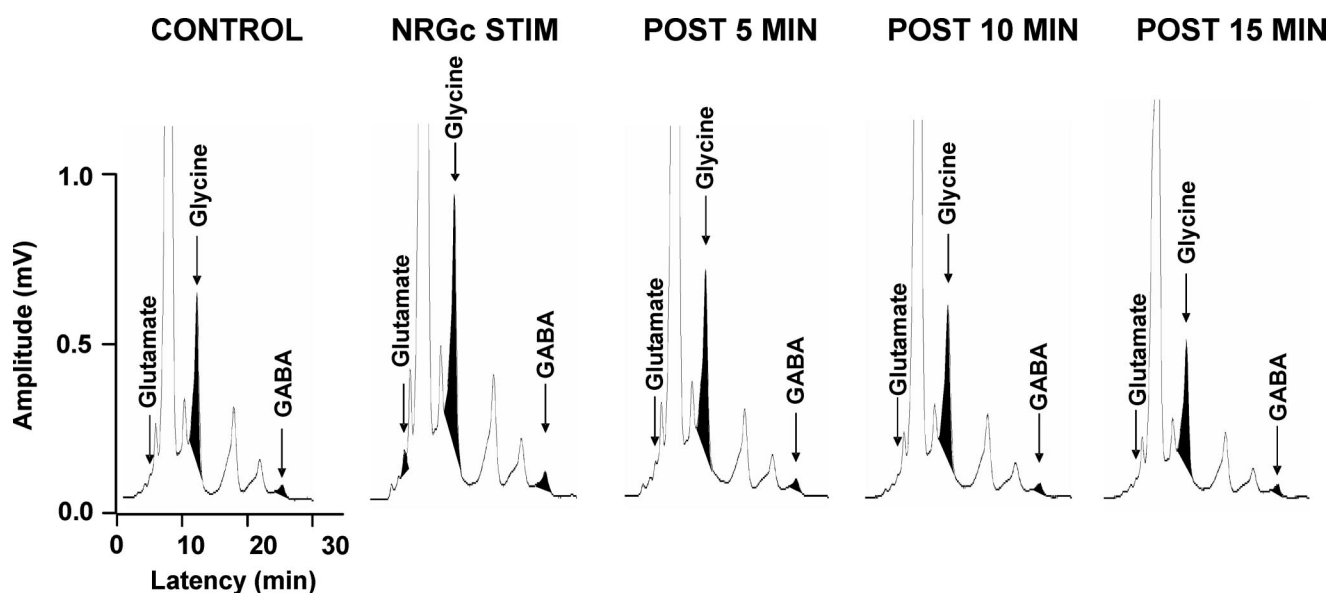 CONTROL
NRGc STIM
POST 5 MIN
POST 10 MIN
POST 15 MIN
Amplitude (mV)
1.0
0.5
0.0
0
10
20
30
Latency (min)
Glutamate
Glycine
GABA
Glutamate
Glycine
GABA
Glutamate
Glycine
GABA
Glutamate
Glycine
GABA
Glutamate
Glycine
GABA